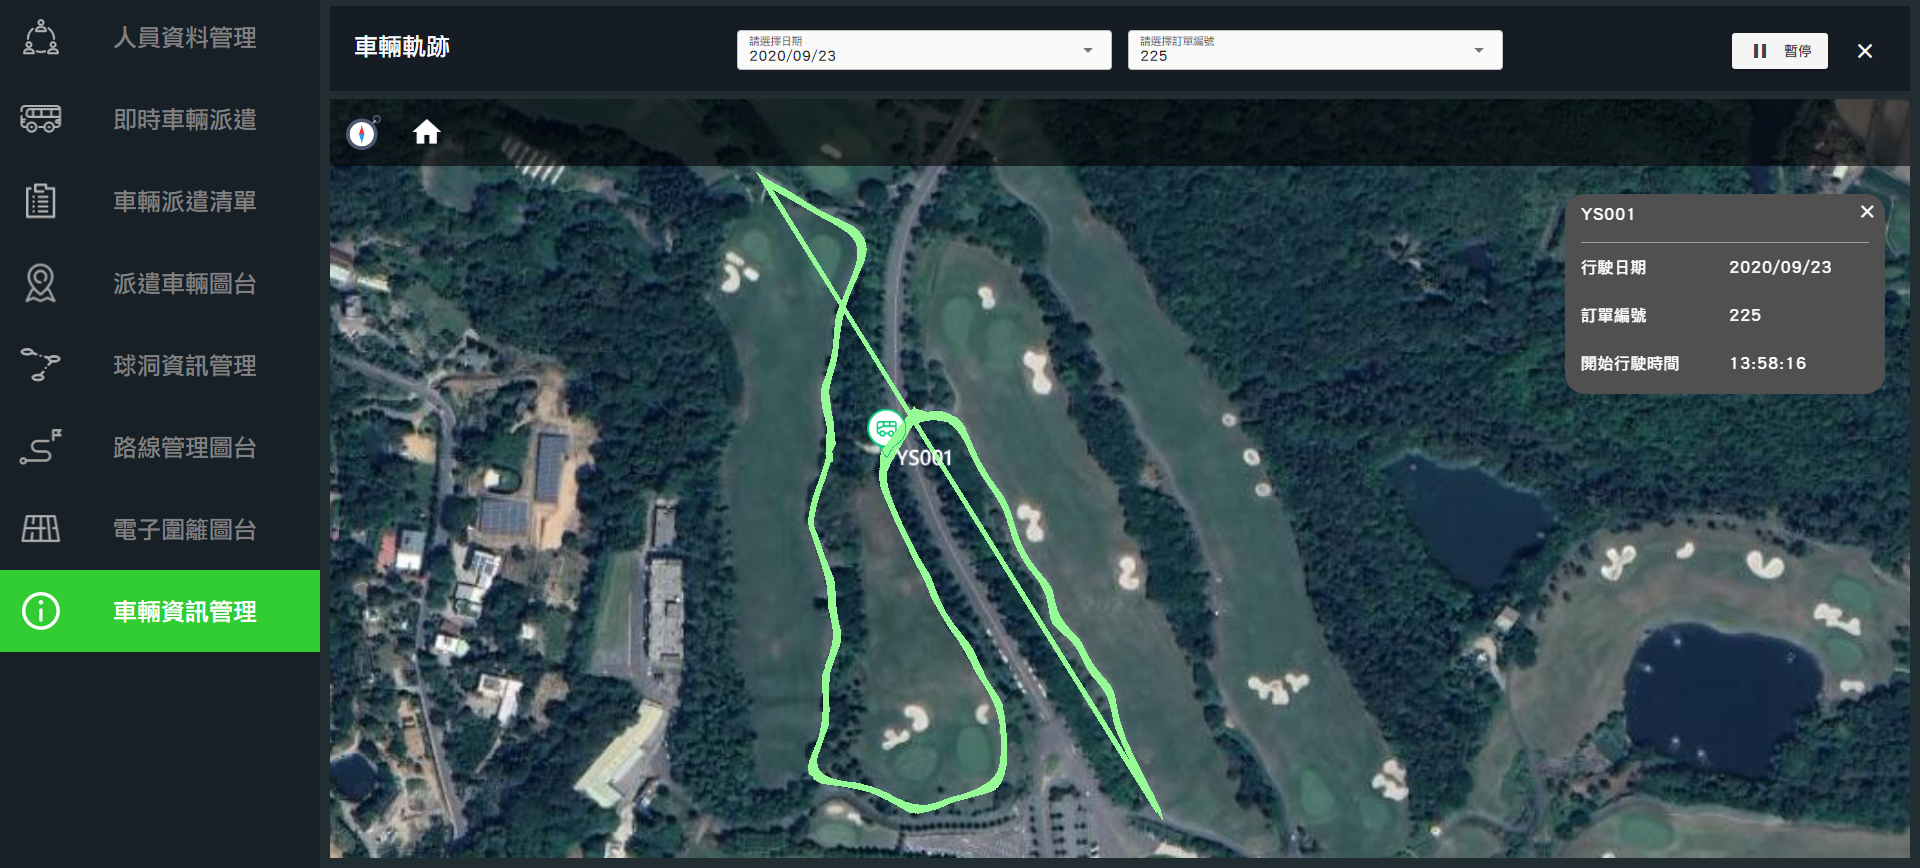 人員資料管理
即時車輛派遣
車輛派遣清單
派遣車輛圖台
球洞資訊管理
路線管理圖台
電子圍籬圖台
車輛資訊管理
車輛軌跡
請選擇日期
2020/09/23
請選擇訂單編號
225
暫停
YS001
行駛日期 2020/09/23
訂單編號 225
開始行駛時間 13:58:16
YS001